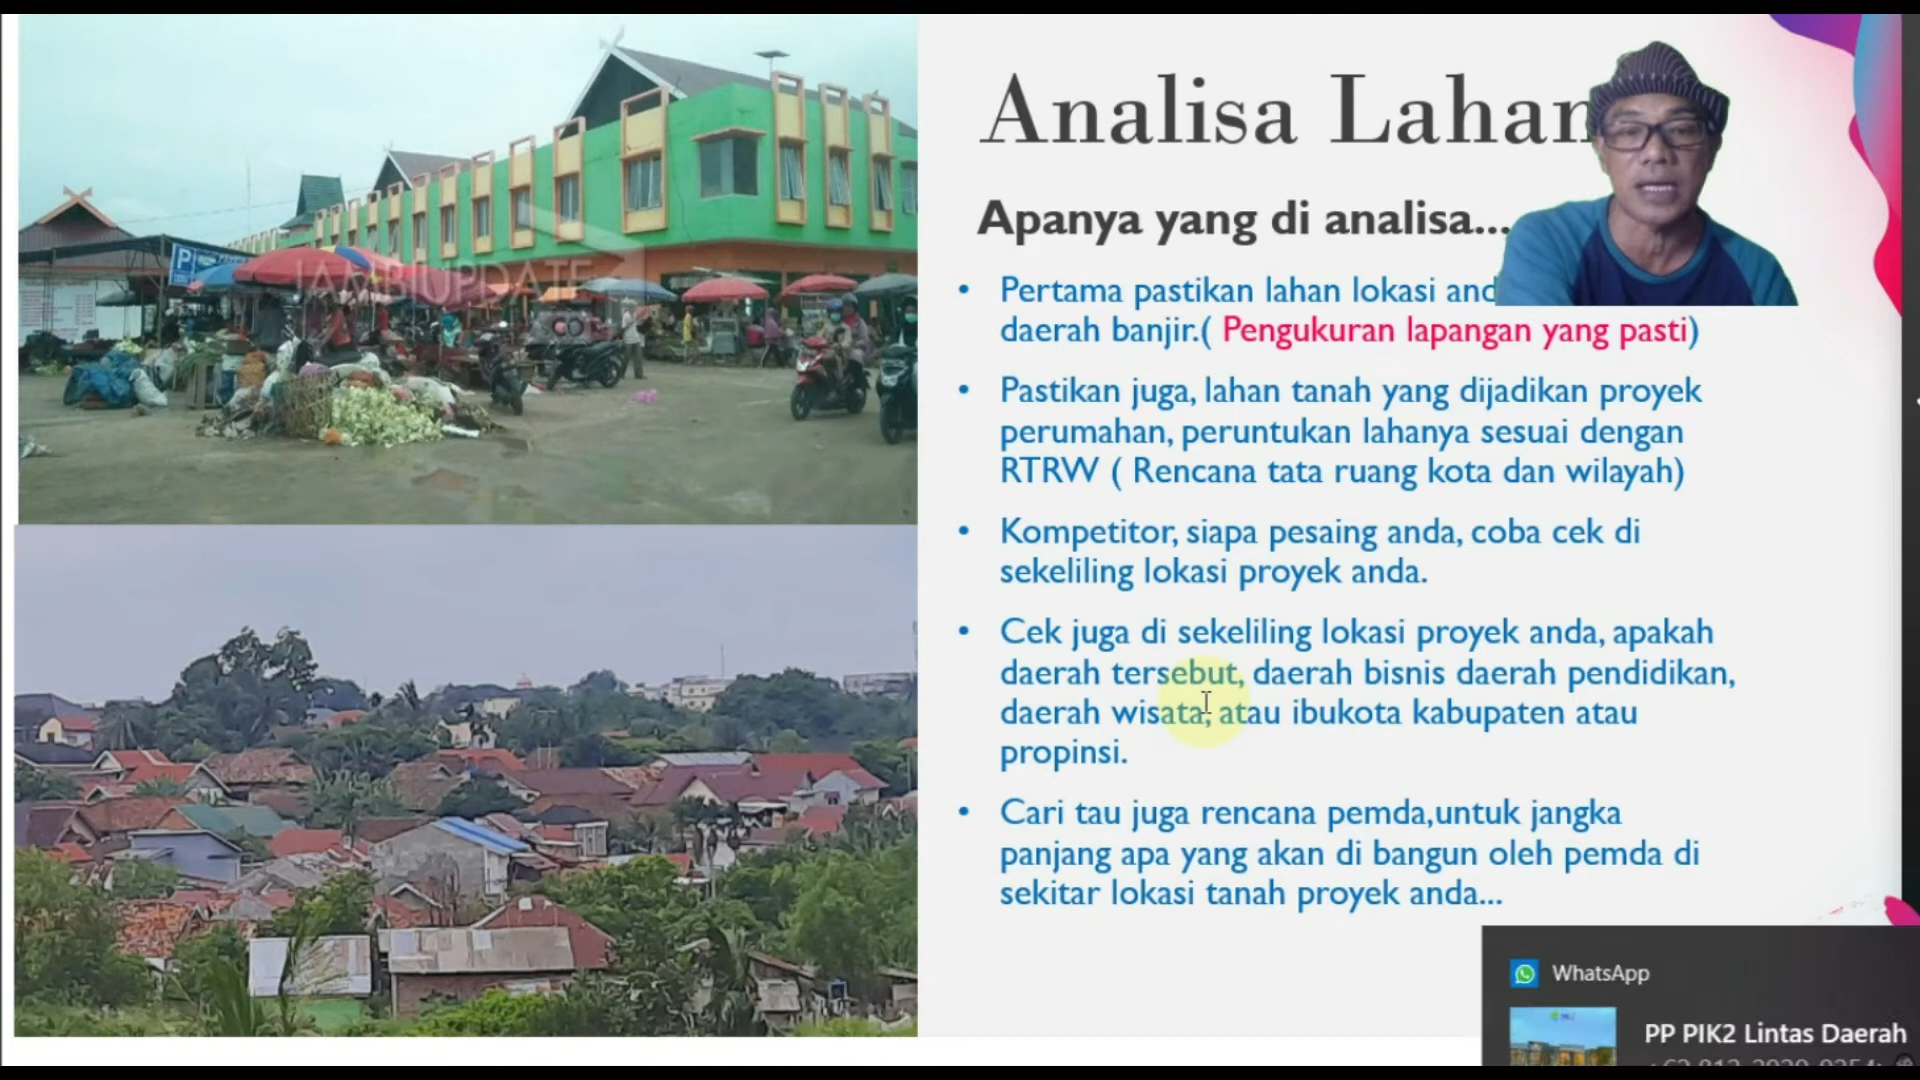 Analisa Lahan
Apanya yang di analisa...
Pertama pastikan lahan lokasi
daerah banjir.( Pengukuran lapangan yang pasti)
Pastikan juga, lahan tanah yang dijadikan proyek
perumahan, peruntukan lahanya sesuai dengan
RTRW ( Rencana tata ruang kota dan wilayah)
Kompetitor, siapa pesaing anda, coba cek di
sekeliling lokasi proyek anda.
Cek juga di sekeliling lokasi proyek anda, apakah
daerah tersebut, daerah bisnis daerah pendidikan,
daerah wisata, atau ibukota kabupaten atau
propinsi.
Cari tau juga rencana pemda,untuk jangka
panjang apa yang akan di bangun oleh pemda di
sekitar lokasi tanah proyek anda...
P
JAMBIUPDATE
WhatsApp
PP PIK2 Lintas Daerah